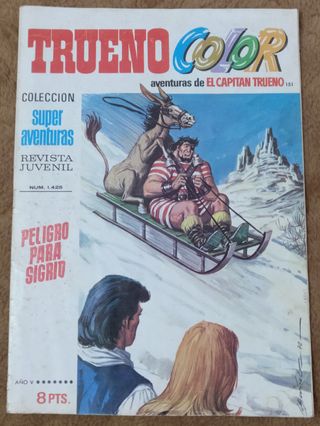 TRUENO COLOR
aventuras de EL CAPITAN TRUENO 151
COLECCION
super
aventuras
REVISTA
JUVENIL
NUM. 1.425
PELIGRO
PARA
SIGRID
AÑO V
8 PTS.